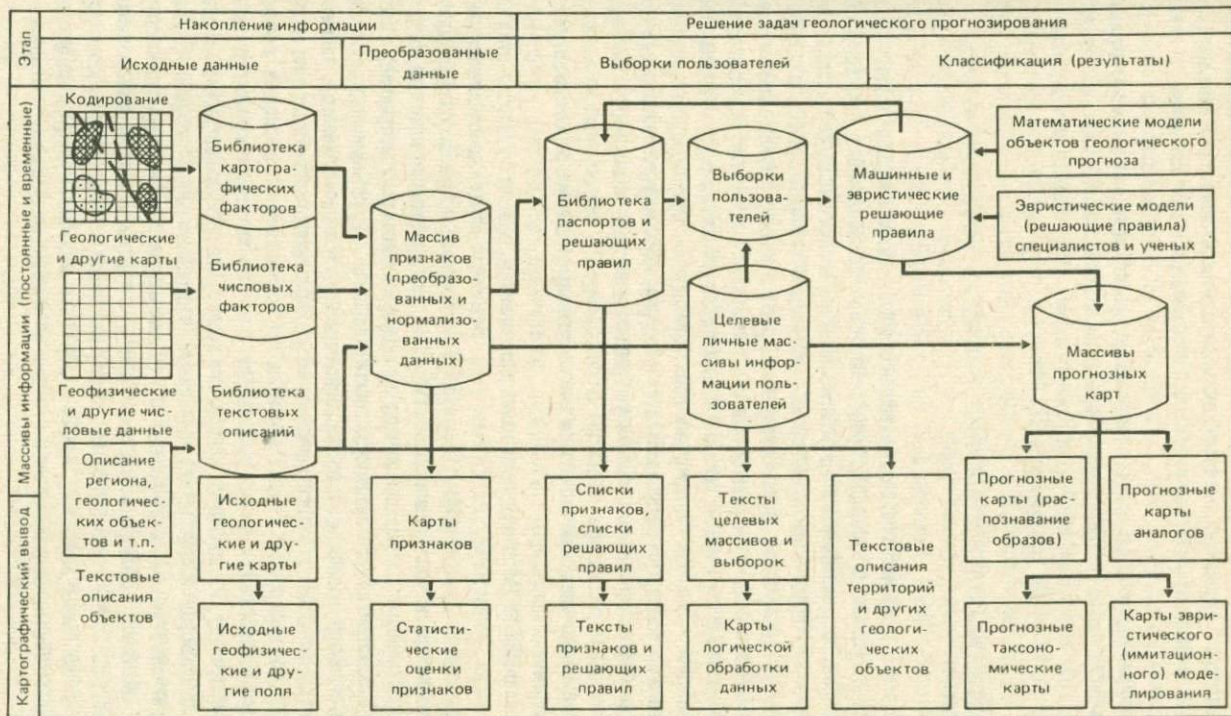 Этап
Накопление информации
Решение задач геологического прогнозирования
Исходные данные
Преобразованные
данные
Выборки пользователей
Классификация (результаты)
Массивы информации (постоянные и временные)
Кодирование
Геологические
и другие карты
Геофизические
и другие чис-
ловые данные
Описание
региона,
геологичес-
ких объек-
тов и т.п.
Текстовые
описания
объектов
Библиотека
картогра-
фических
факторов
Библиотека
числовых
факторов
Библиотека
текстовых
описаний
Массив
признаков
(преобразо-
ванных и
нормализо-
ванных
данных)
Библиотека
паспортов и
решающих
правил
Выборки
пользова-
телей
Целевые
личные мас-
сивы инфор-
мации поль-
зователей
Машинные и
эвристические
решающие
правила
Математические модели
объектов геологического
прогноза
Эвристические модели
(решающие правила)
специалистов и ученых
Массивы
прогнозных
карт
Картографический вывод
Исходные
геологичес-
кие и дру-
гие карты
Исходные
геофизичес-
кие и дру-
гие поля
Карты
признаков
Статисти-
ческие
оценки
признаков
Списки
признаков,
списки
решающих
правил
Тексты
признаков и
решающих
правил
Тексты
целевых
массивов и
выборок
Карты
логической
обработки
данных
Текстовые
описания
территорий
и других
геологи-
ческих
объектов
Прогнозные
карты (рас-
познавание
образов)
Прогнозные
карты
аналогов
Прогнозные
таксоно-
мические
карты
Карты эври-
стического
(имитацион-
ного) моде-
лирования